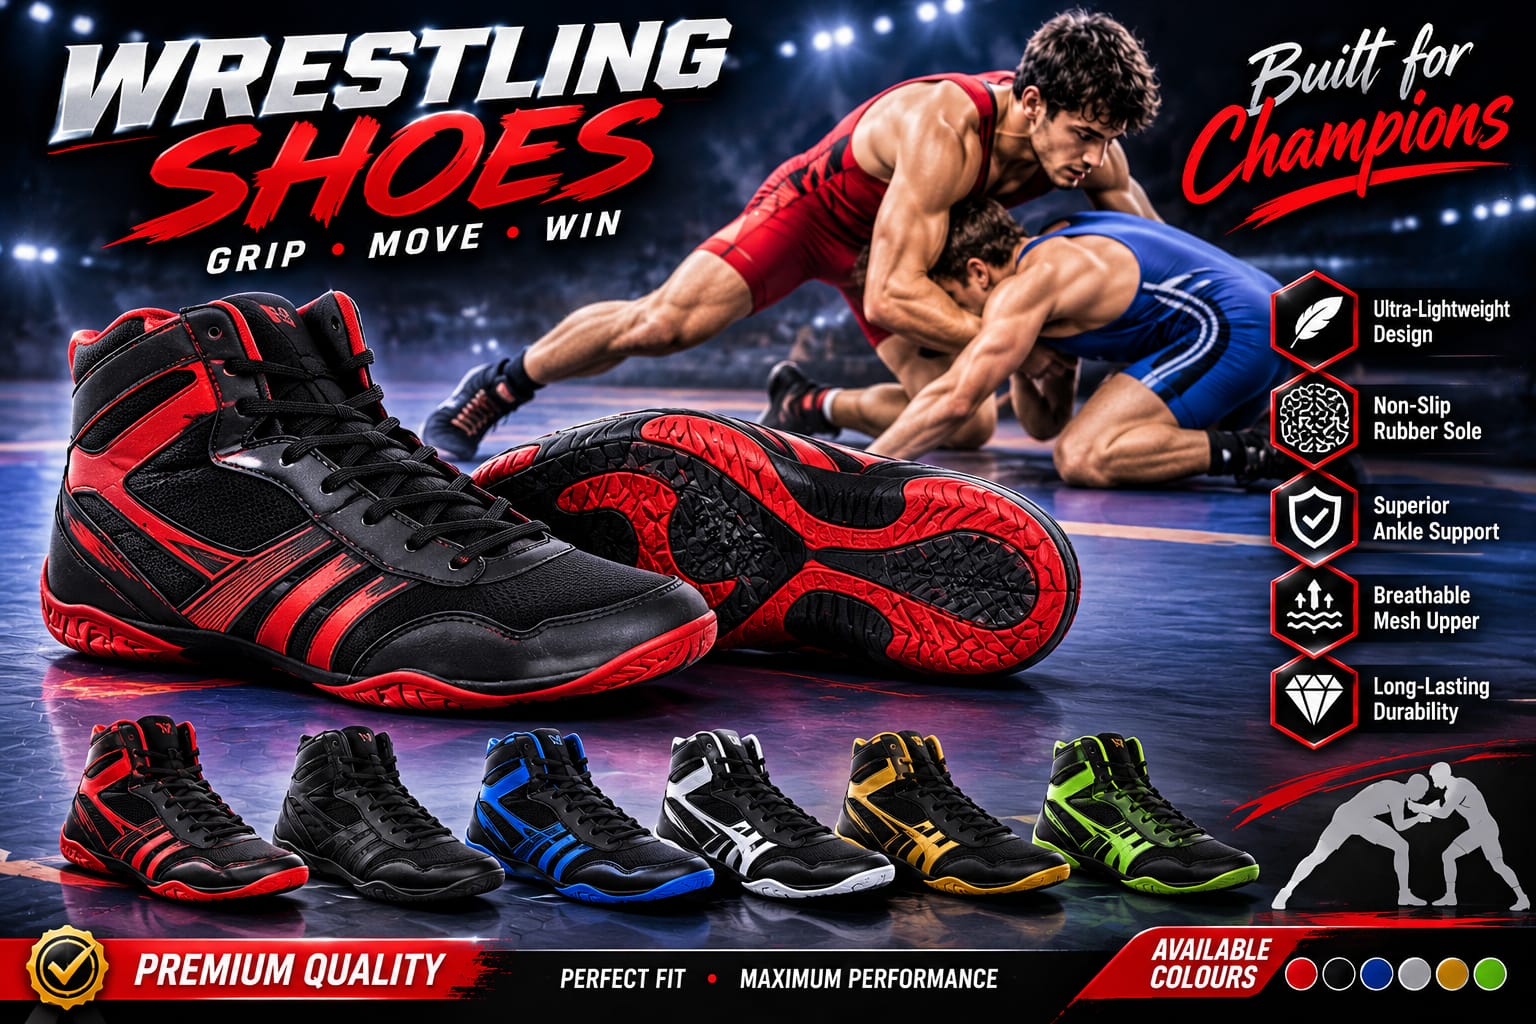 WRESTLING
SHOES
GRIP • MOVE • WIN
Built for
Champions
Ultra-Lightweight
Design
Non-Slip
Rubber Sole
Superior
Ankle Support
Breathable
Mesh Upper
Long-Lasting
Durability
PREMIUM QUALITY
PERFECT FIT • MAXIMUM PERFORMANCE
AVAILABLE
COLOURS